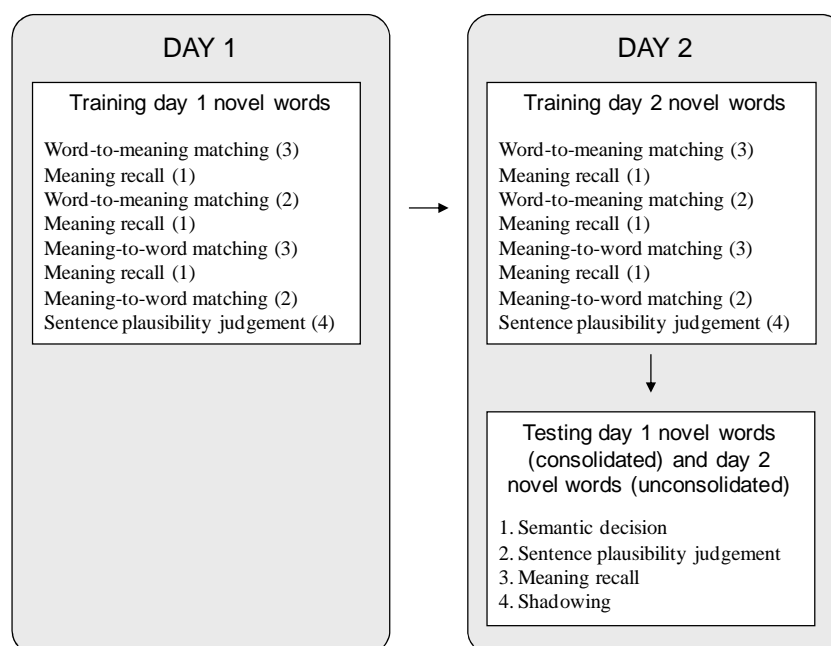 DAY 1
Training day 1 novel words
Word-to-meaning matching (3)
Meaning recall (1)
Word-to-meaning matching (2)
Meaning recall (1)
Meaning-to-word matching (3)
Meaning recall (1)
Meaning-to-word matching (2)
Sentence plausibility judgement (4)
DAY 2
Training day 2 novel words
Word-to-meaning matching (3)
Meaning recall (1)
Word-to-meaning matching (2)
Meaning recall (1)
Meaning-to-word matching (3)
Meaning recall (1)
Meaning-to-word matching (2)
Sentence plausibility judgement (4)
Testing day 1 novel words
(consolidated) and day 2
novel words (unconsolidated)
1. Semantic decision
2. Sentence plausibility judgement
3. Meaning recall
4. Shadowing